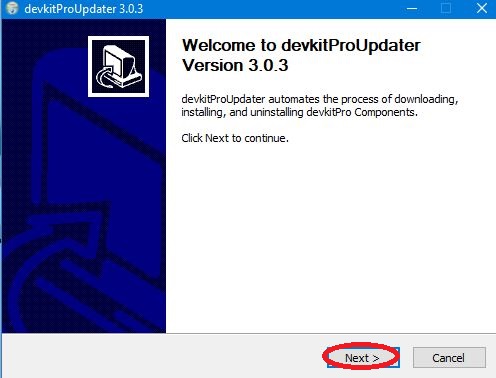 devkitProUpdater 3.0.3
Welcome to devkitProUpdater
Version 3.0.3
devkitProUpdater automates the process of downloading,
installing, and uninstalling devkitPro Components.
Click Next to continue.
Next >
Cancel